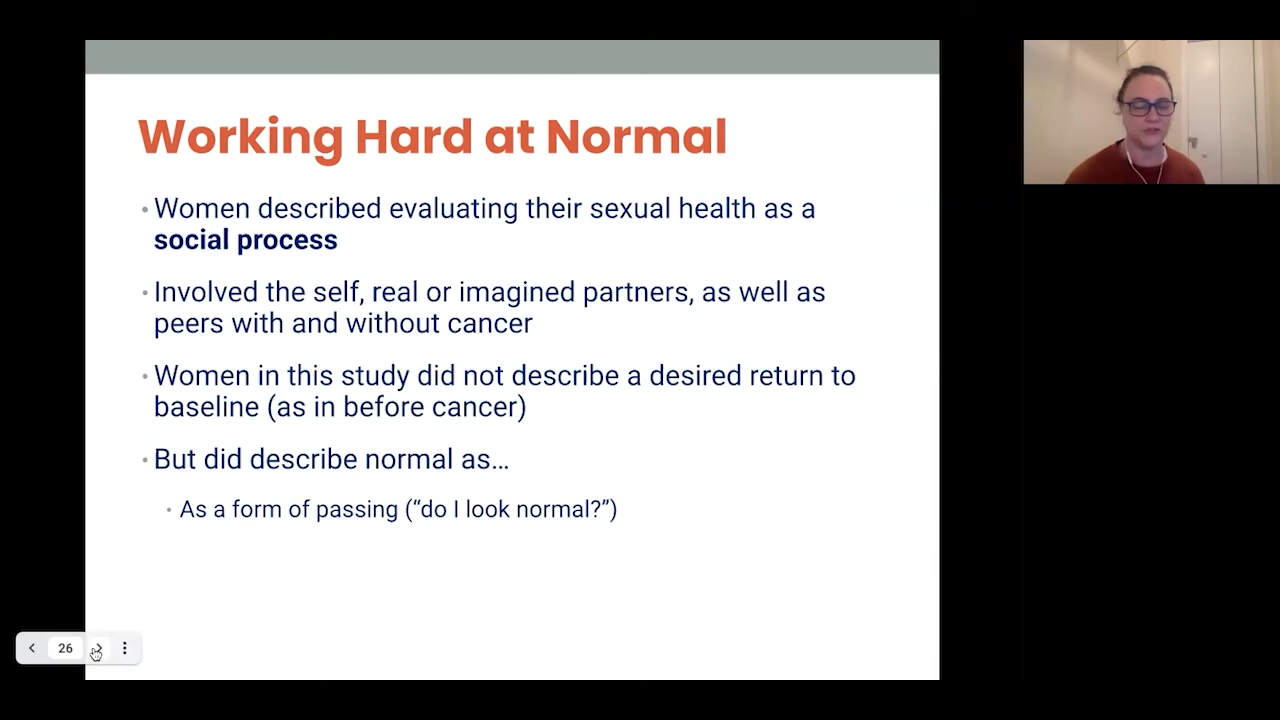 Working Hard at Normal
• Women described evaluating their sexual health as a
social process
• Involved the self, real or imagined partners, as well as
peers with and without cancer
• Women in this study did not describe a desired return to
baseline (as in before cancer)
• But did describe normal as…
• As a form of passing (“do I look normal?”)
26